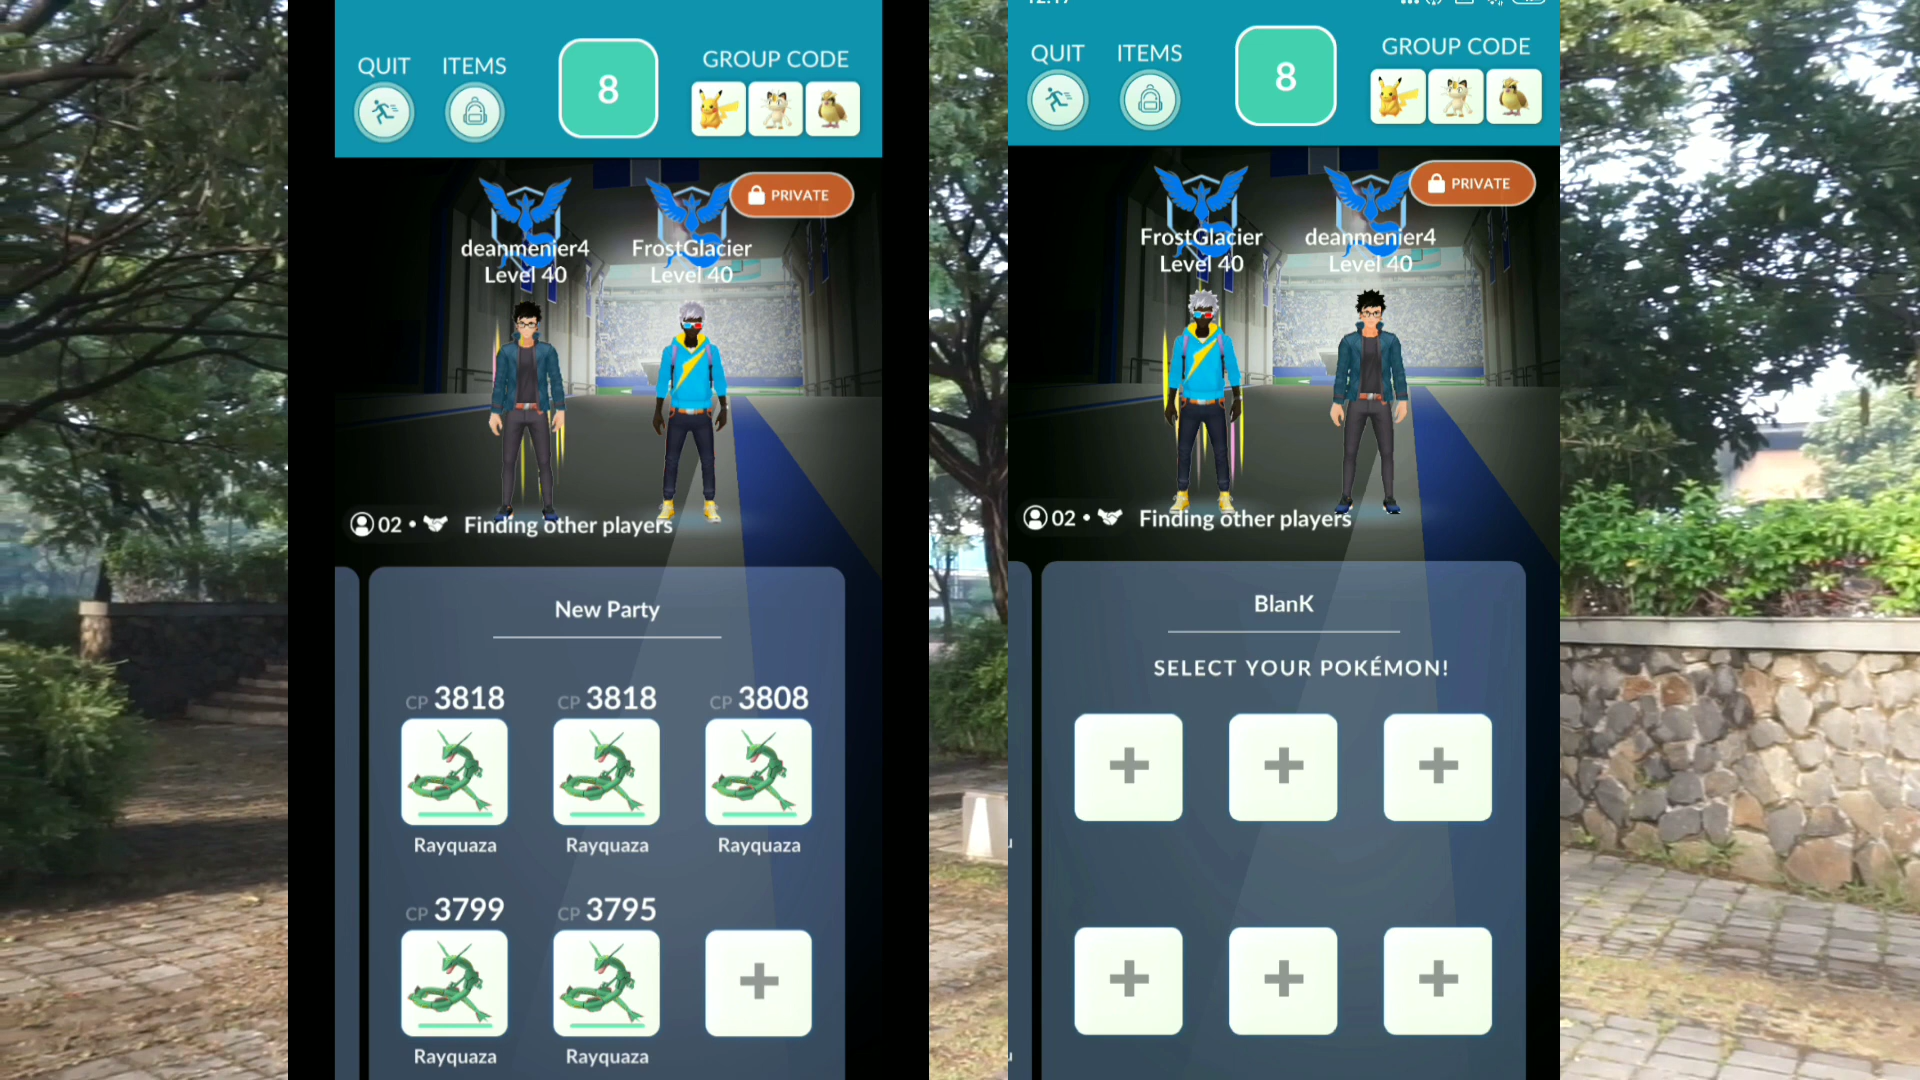 QUIT
ITEMS
8
GROUP CODE
PRIVATE
deanmenier4
Level 40
FrostGlacier
Level 40
02 • Finding other players
New Party
CP 3818
CP 3818
CP 3808
Rayquaza
Rayquaza
Rayquaza
CP 3799
CP 3795
Rayquaza
Rayquaza
QUIT
ITEMS
8
GROUP CODE
PRIVATE
FrostGlacier
Level 40
deanmenier4
Level 40
02 • Finding other players
BlanK
SELECT YOUR POKÉMON!